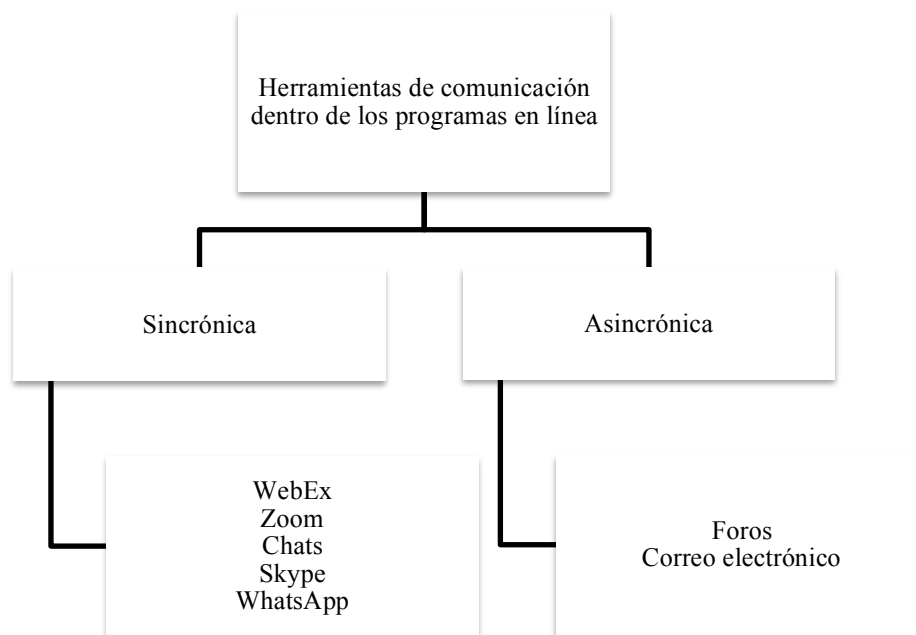 Herramientas de comunicación
dentro de los programas en línea
Sincrónica
Asincrónica
WebEx
Zoom
Chats
Skype
WhatsApp
Foros
Correo electrónico